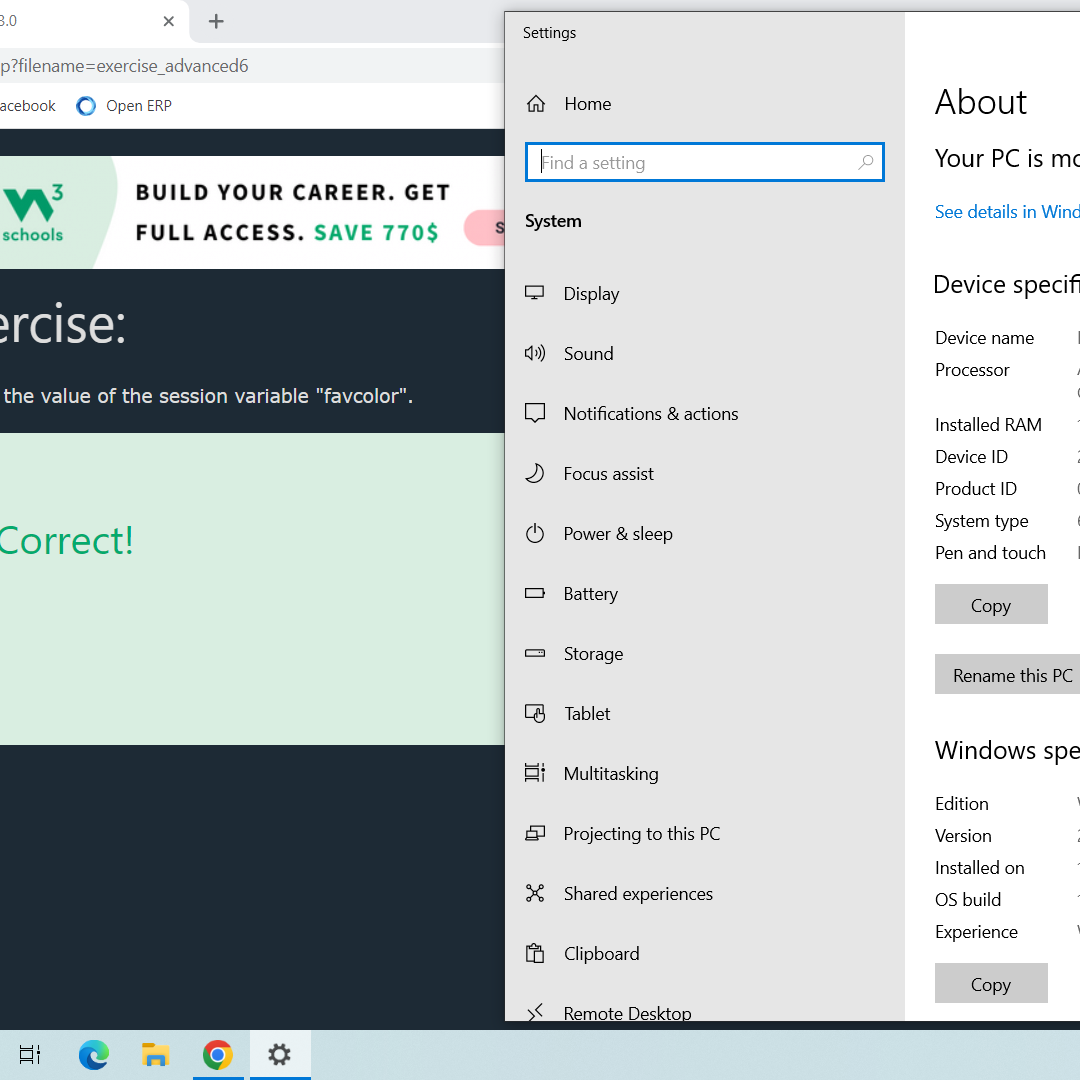 3.0
p?filename=exercise_advanced6
acebook
Open ERP
W3
schools
BUILD YOUR CAREER. GET
FULL ACCESS. SAVE 770$
S
ercise:
the value of the session variable "favcolor".
Correct!
Settings
Home
Find a setting
System
Display
Sound
Notifications & actions
Focus assist
Power & sleep
Battery
Storage
Tablet
Multitasking
Projecting to this PC
Shared experiences
Clipboard
Remote Desktop
About
Your PC is mo
See details in Wind
Device specifi
Device name
Processor
Installed RAM
Device ID
Product ID
System type
Pen and touch
Copy
Rename this PC
Windows spe
Edition
Version
Installed on
OS build
Experience
Copy